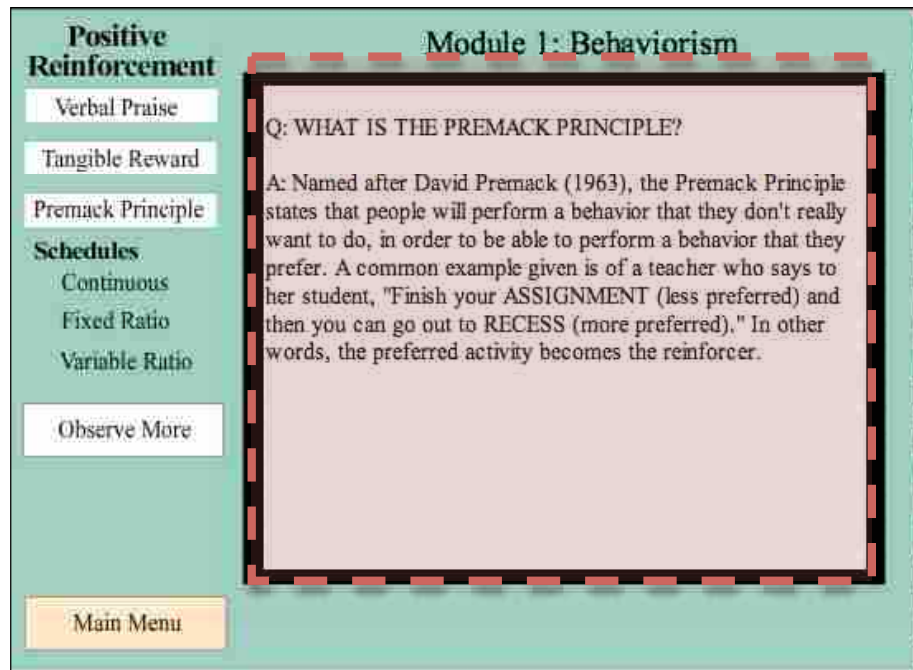 Positive
Reinforcement
Verbal Praise
Tangible Reward
Premack Principle
Schedules
Continuous
Fixed Ratio
Variable Ratio
Observe More
Main Menu
Module 1: Behaviorism
Q: WHAT IS THE PREMACK PRINCIPLE?
A: Named after David Premack (1963), the Premack Principle
states that people will perform a behavior that they don't really
want to do, in order to be able to perform a behavior that they
prefer. A common example given is of a teacher who says to
her student, "Finish your ASSIGNMENT (less preferred) and
then you can go out to RECESS (more preferred)." In other
words, the preferred activity becomes the reinforcer.